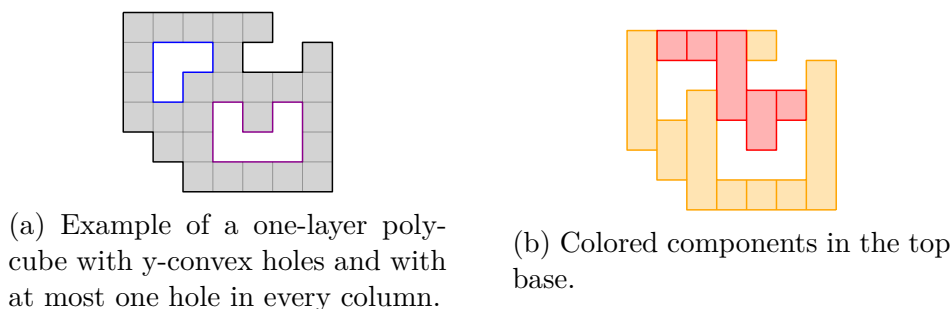 (a) Example of a one-layer poly-
cube with y-convex holes and with
at most one hole in every column.
(b) Colored components in the top
base.